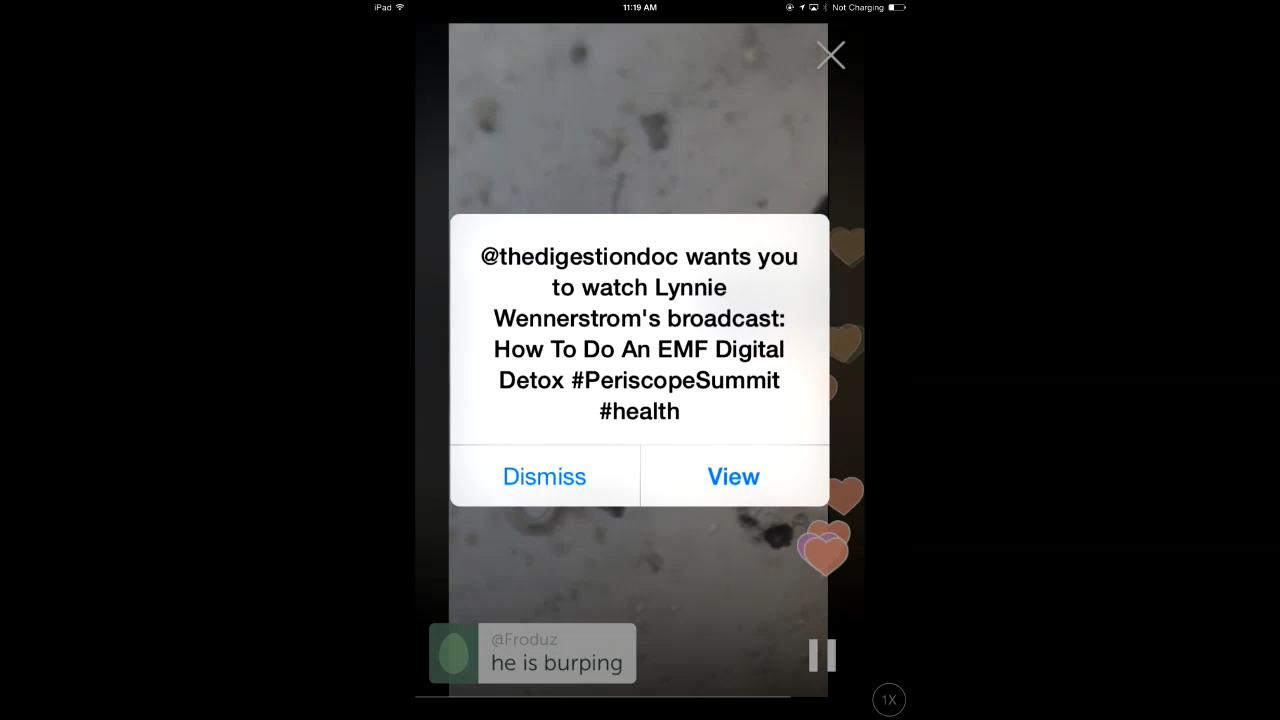 iPad
11:19 AM
Not Charging
@thedigestiondoc wants you
to watch Lynnie
Wennerstrom's broadcast:
How To Do An EMF Digital
Detox #PeriscopeSummit
#health
Dismiss
View
@Froduz
he is burping
1X